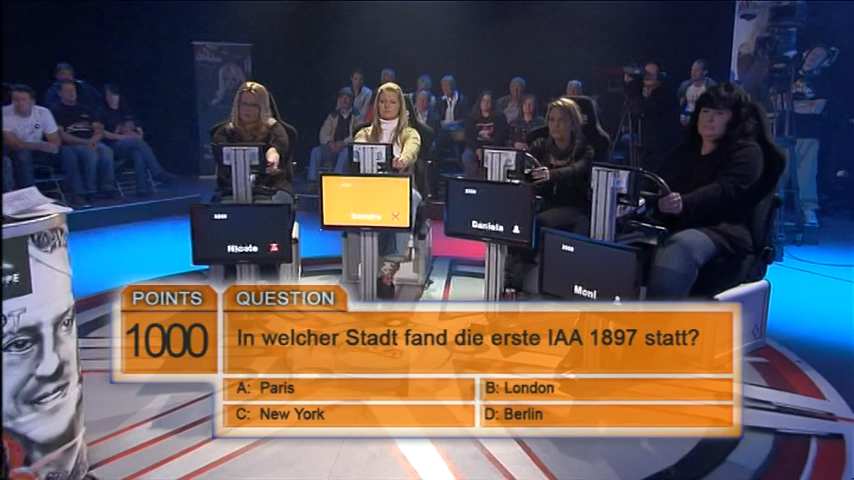 Nicole
Daniela
Moni
POINTS
QUESTION
1000
In welcher Stadt fand die erste IAA 1897 statt?
A: Paris
B: London
C: New York
D: Berlin